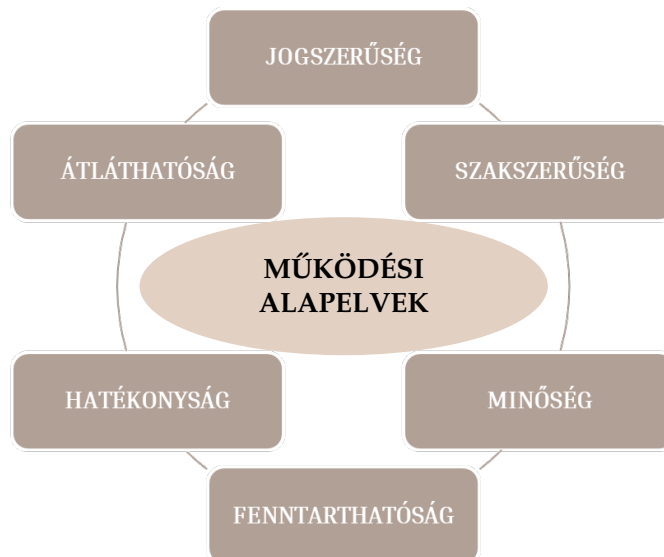 JOGSZERŰSÉG
ÁTLÁTHATÓSÁG
SZAKSZERŰSÉG
MŰKÖDÉSI
ALAPELVEK
HATÉKONYSÁG
MINŐSÉG
FENNTARTHATÓSÁG